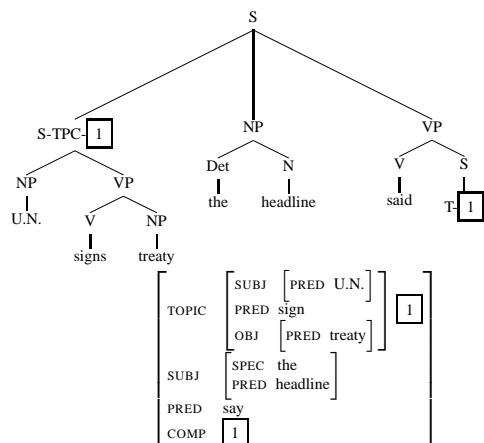 S
S-TPC- 1 NP VP
NP VP Det N V S
U.N. V NP the headline said T- 1
signs treaty
SUBJ PRED U.N.
TOPIC PRED sign 1
OBJ PRED treaty
SUBJ SPEC the
PRED headline
PRED say
COMP 1